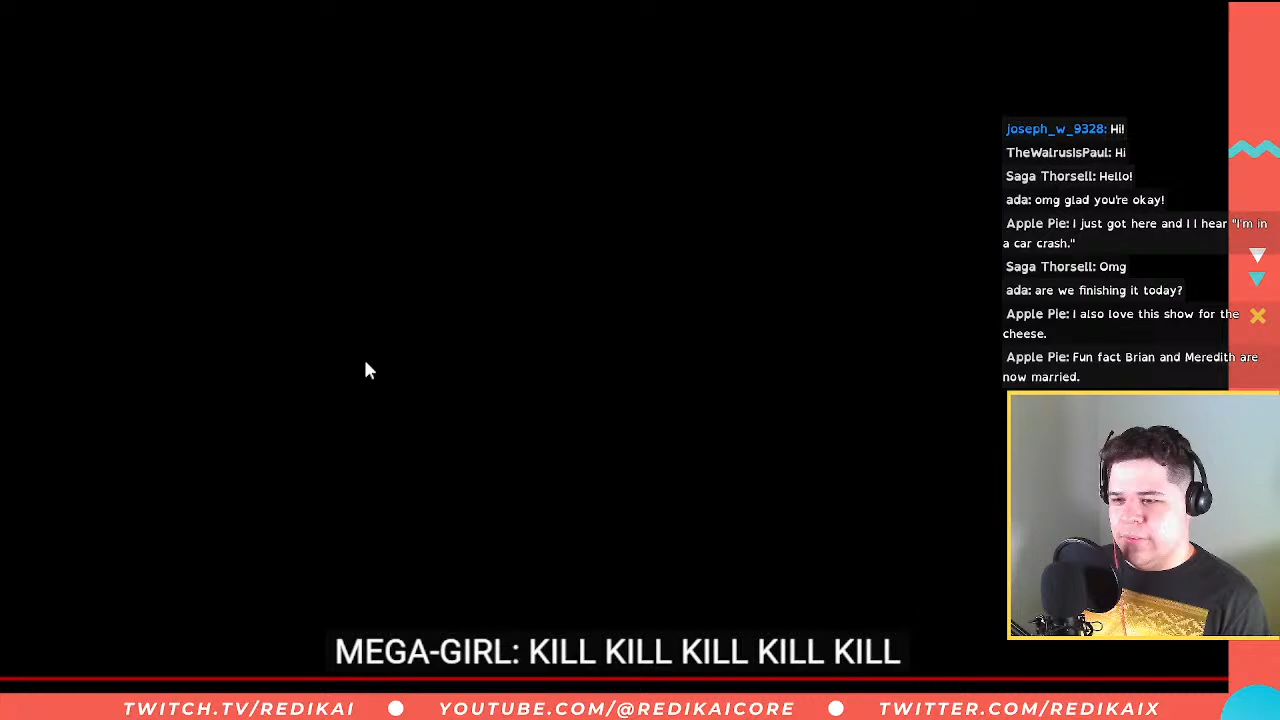 joseph_w_9328: Hi!
TheWalrusIsPaul: Hi
Saga Thorsell: Hello!
ada: omg glad you're okay!
Apple Pie: I just got here and I I hear "I'm in
a car crash."
Saga Thorsell: Omg
ada: are we finishing it today?
Apple Pie: I also love this show for the
cheese.
Apple Pie: Fun fact Brian and Meredith are
now married.
MEGA-GIRL: KILL KILL KILL KILL KILL
TWITCH.TV/REDIKAI YOUTUBE.COM/@REDIKAICORE TWITTER.COM/REDIKAIX